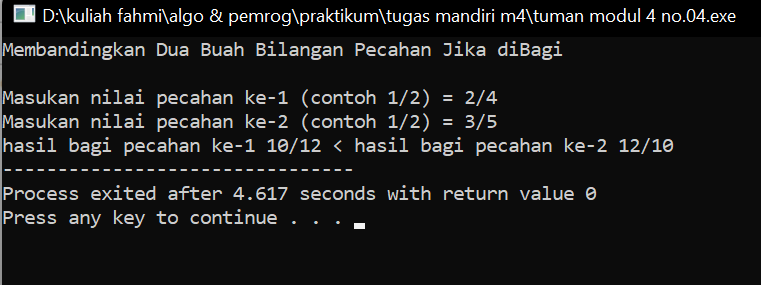 D:\kuliah fahmi\algo & pemrog\praktikum\tugas mandiri m4\tuman modul 4 no.04.exe
Membandingkan Dua Buah Bilangan Pecahan Jika diBagi
Masukan nilai pecahan ke-1 (contoh 1/2) = 2/4
Masukan nilai pecahan ke-2 (contoh 1/2) = 3/5
hasil bagi pecahan ke-1 10/12 < hasil bagi pecahan ke-2 12/10
--------------------------------
Process exited after 4.617 seconds with return value 0
Press any key to continue . . .